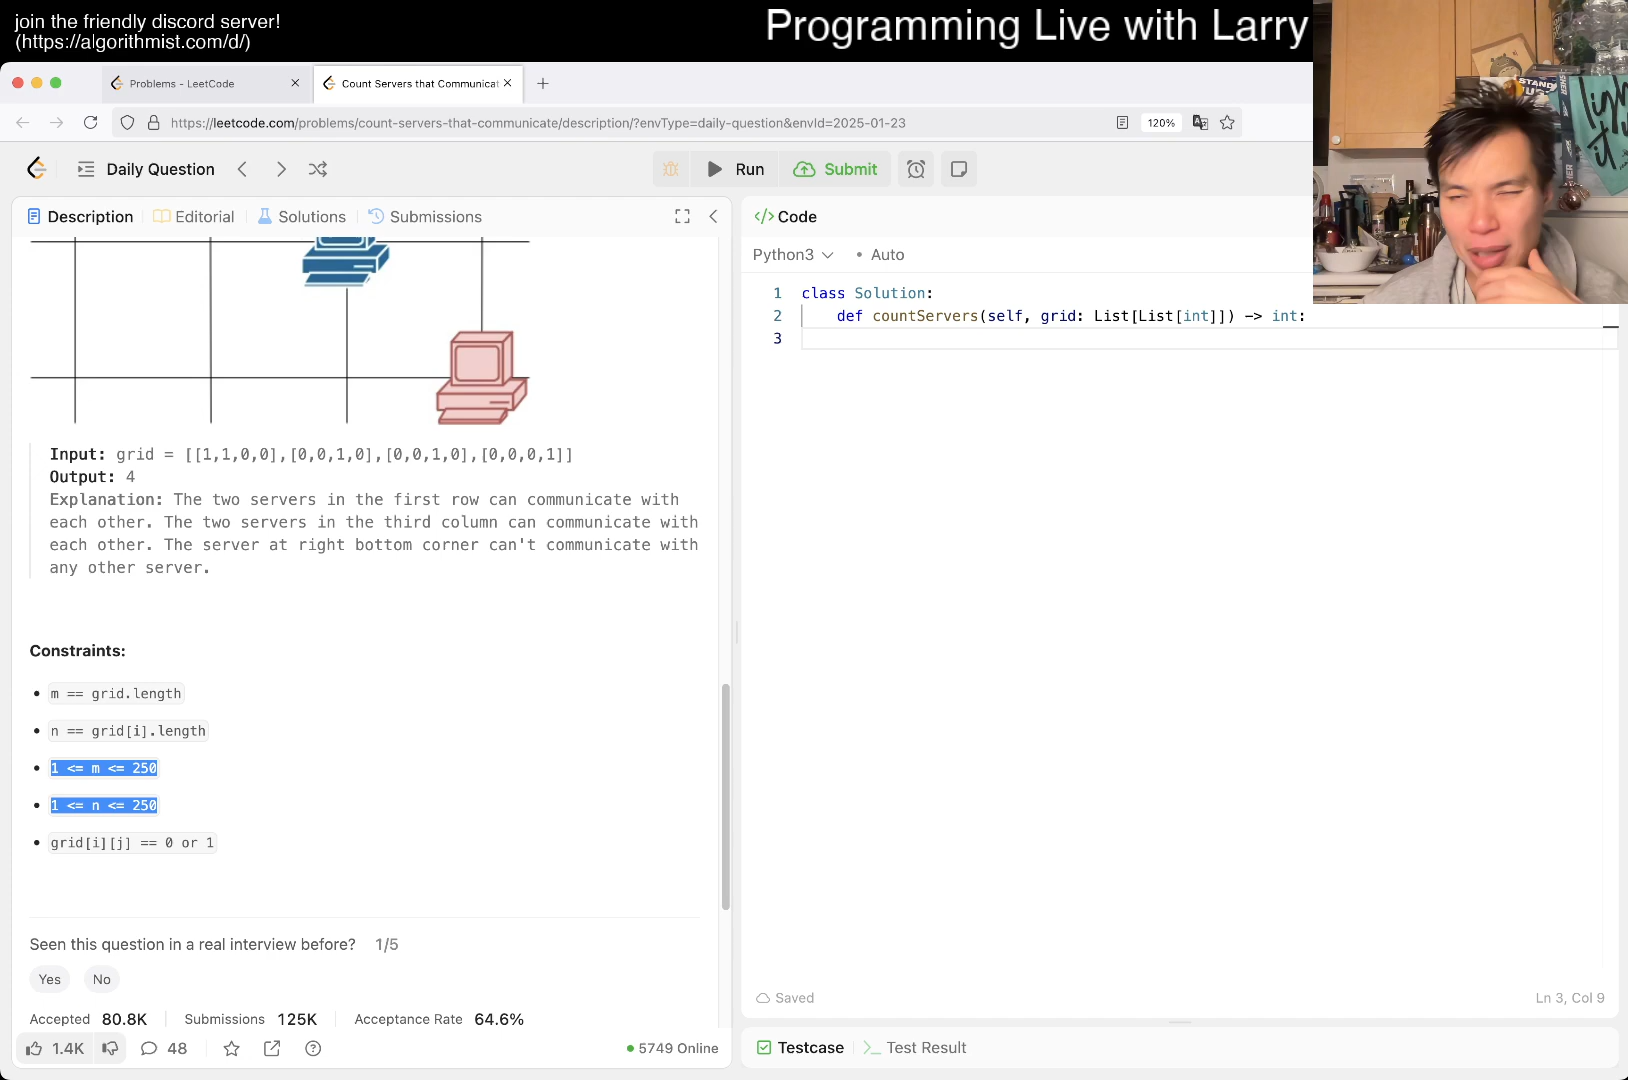 join the friendly discord server!
(https://algorithmist.com/d/)
Programming Live with Larry
Problems - LeetCode
Count Servers that Communicat
https://leetcode.com/problems/count-servers-that-communicate/description/?envType=daily-question&envId=2025-01-23
120%
Daily Question
Run
Submit
Description
Editorial
Solutions
Submissions
</> Code
Python3
• Auto
1 class Solution:
2 def countServers(self, grid: List[List[int]]) -> int:
3
Input: grid = [[1,1,0,0],[0,0,1,0],[0,0,1,0],[0,0,0,1]]
Output: 4
Explanation: The two servers in the first row can communicate with
each other. The two servers in the third column can communicate with
each other. The server at right bottom corner can't communicate with
any other server.
Constraints:
• m == grid.length
• n == grid[i].length
• 1 <= m <= 250
• 1 <= n <= 250
• grid[i][j] == 0 or 1
Seen this question in a real interview before? 1/5
Yes No
Accepted 80.8K Submissions 125K Acceptance Rate 64.6%
1.4K 48
5749 Online
Saved
Ln 3, Col 9
Testcase
Test Result